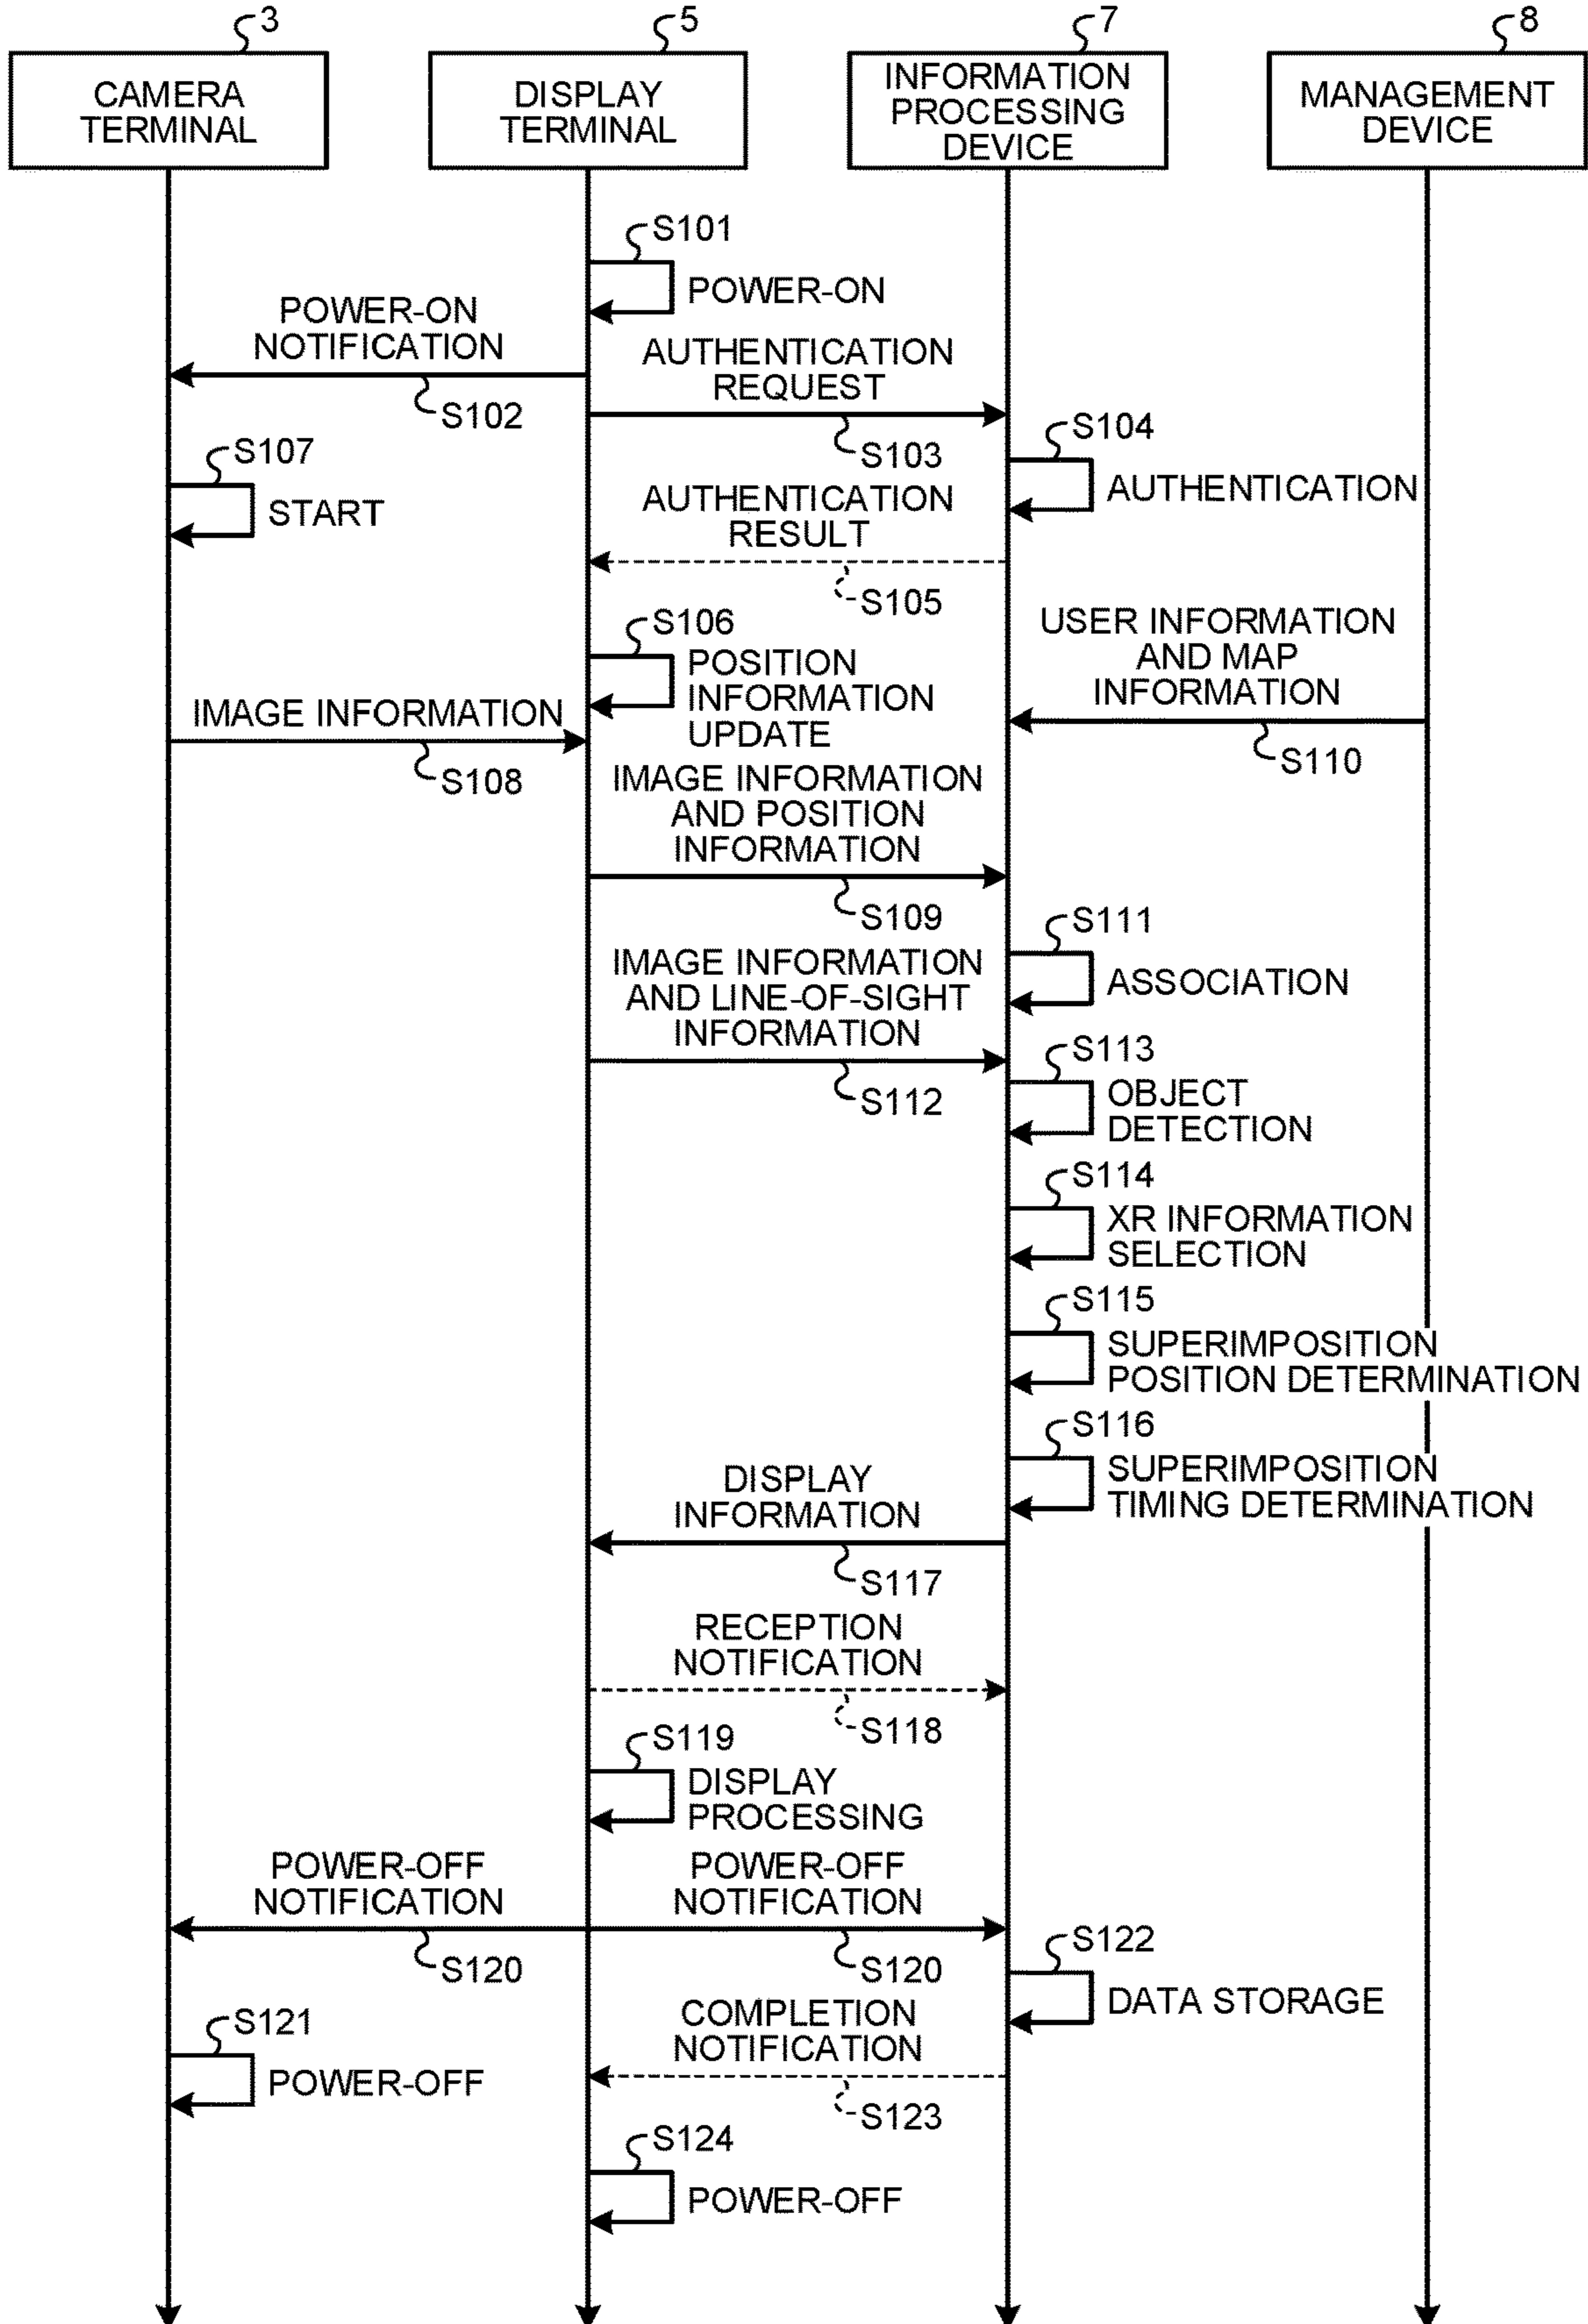 3
5
7
8
CAMERA
TERMINAL
DISPLAY
TERMINAL
INFORMATION
PROCESSING
DEVICE
MANAGEMENT
DEVICE
S101
POWER-ON
POWER-ON
NOTIFICATION
S102
AUTHENTICATION
REQUEST
S103
S104
AUTHENTICATION
S107
START
AUTHENTICATION
RESULT
S105
S106
POSITION
INFORMATION
UPDATE
USER INFORMATION
AND MAP
INFORMATION
S110
IMAGE INFORMATION
S108
IMAGE INFORMATION
AND POSITION
INFORMATION
S109
S111
ASSOCIATION
IMAGE INFORMATION
AND LINE-OF-SIGHT
INFORMATION
S112
S113
OBJECT
DETECTION
S114
XR INFORMATION
SELECTION
S115
SUPERIMPOSITION
POSITION DETERMINATION
S116
SUPERIMPOSITION
TIMING DETERMINATION
DISPLAY
INFORMATION
S117
RECEPTION
NOTIFICATION
S118
S119
DISPLAY
PROCESSING
POWER-OFF
NOTIFICATION
S120
POWER-OFF
NOTIFICATION
S120
S122
DATA STORAGE
S121
POWER-OFF
COMPLETION
NOTIFICATION
S123
S124
POWER-OFF